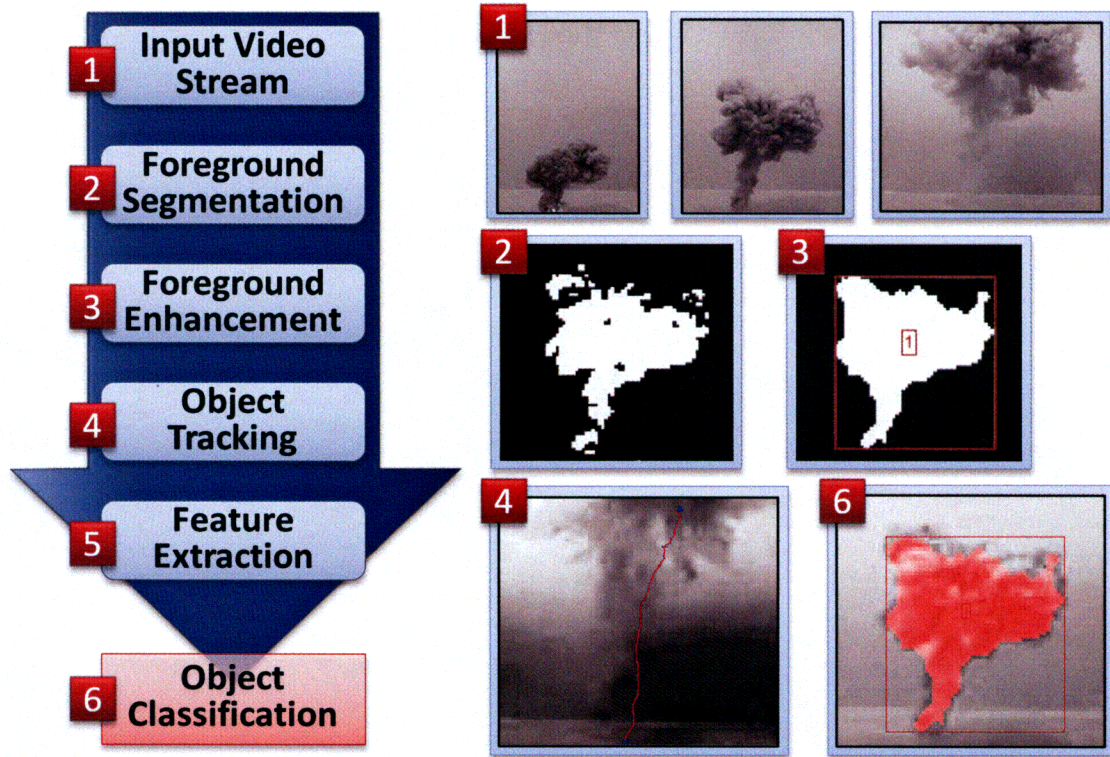 1
Input Video
Stream
2
Foreground
Segmentation
3
Foreground
Enhancement
4
Object
Tracking
5
Feature
Extraction
6
Object
Classification
1
2
3
1
4
6